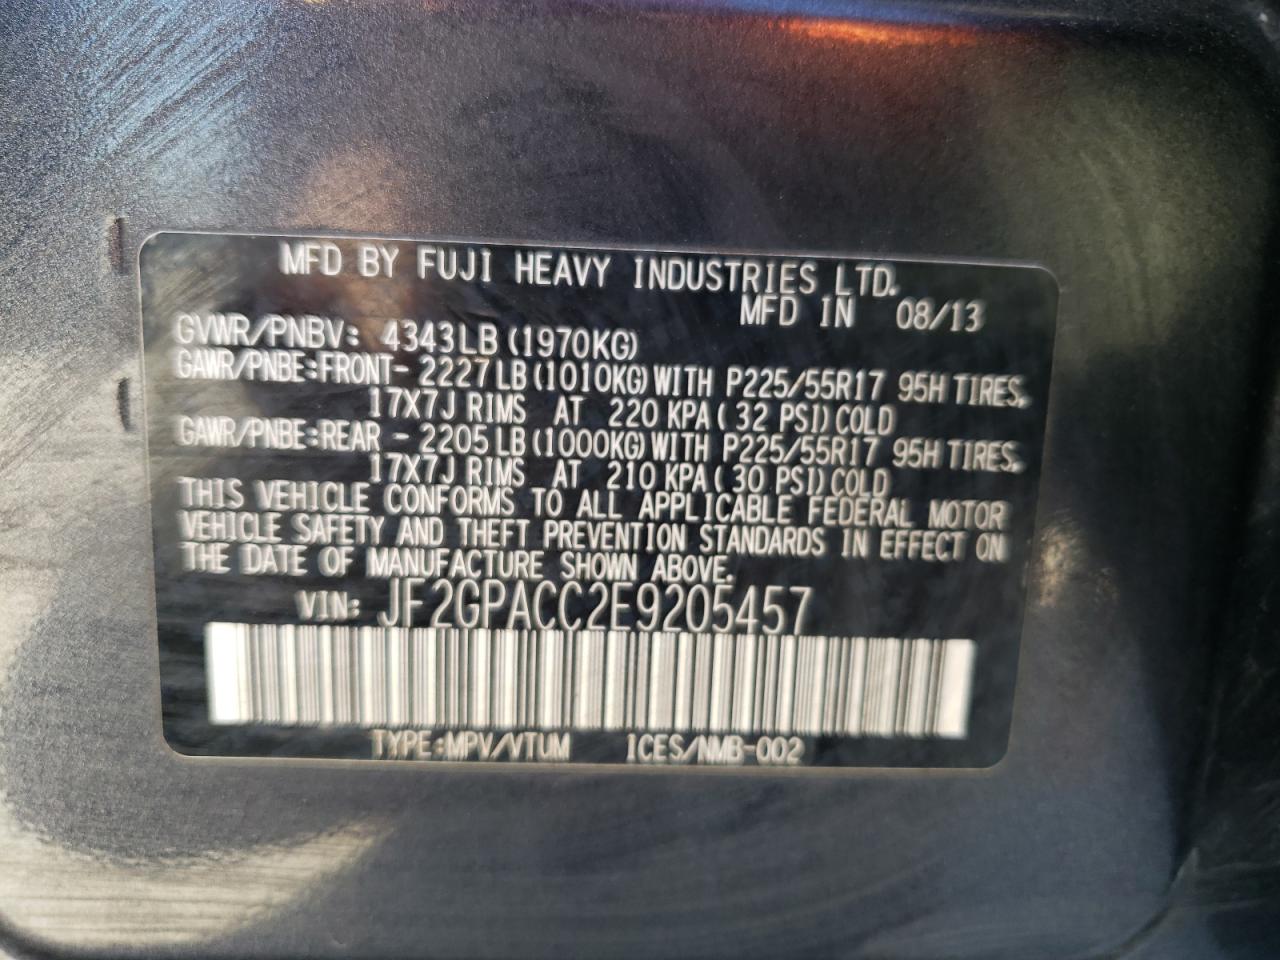 MFD BY FUJI HEAVY INDUSTRIES LTD.
MFD IN 08/13
GVWR/PNBV: 4343LB (1970KG)
GAWR/PNBE:FRONT- 2227LB(1010KG)WITH P225/55R17 95H TIRES,
17X7J RIMS AT 220 KPA(32 PSI)COLD
GAWR/PNBE:REAR - 2205LB(1000KG)WITH P225/55R17 95H TIRES,
17X7J RIMS AT 210 KPA(30 PSI)COLD
THIS VEHICLE CONFORMS TO ALL APPLICABLE FEDERAL MOTOR
VEHICLE SAFETY AND THEFT PREVENTION STANDARDS IN EFFECT ON
THE DATE OF MANUFACTURE SHOWN ABOVE.
VIN: JF2GPACC2E9205457
TYPE:MPV/VTUM ICES/NMB-002